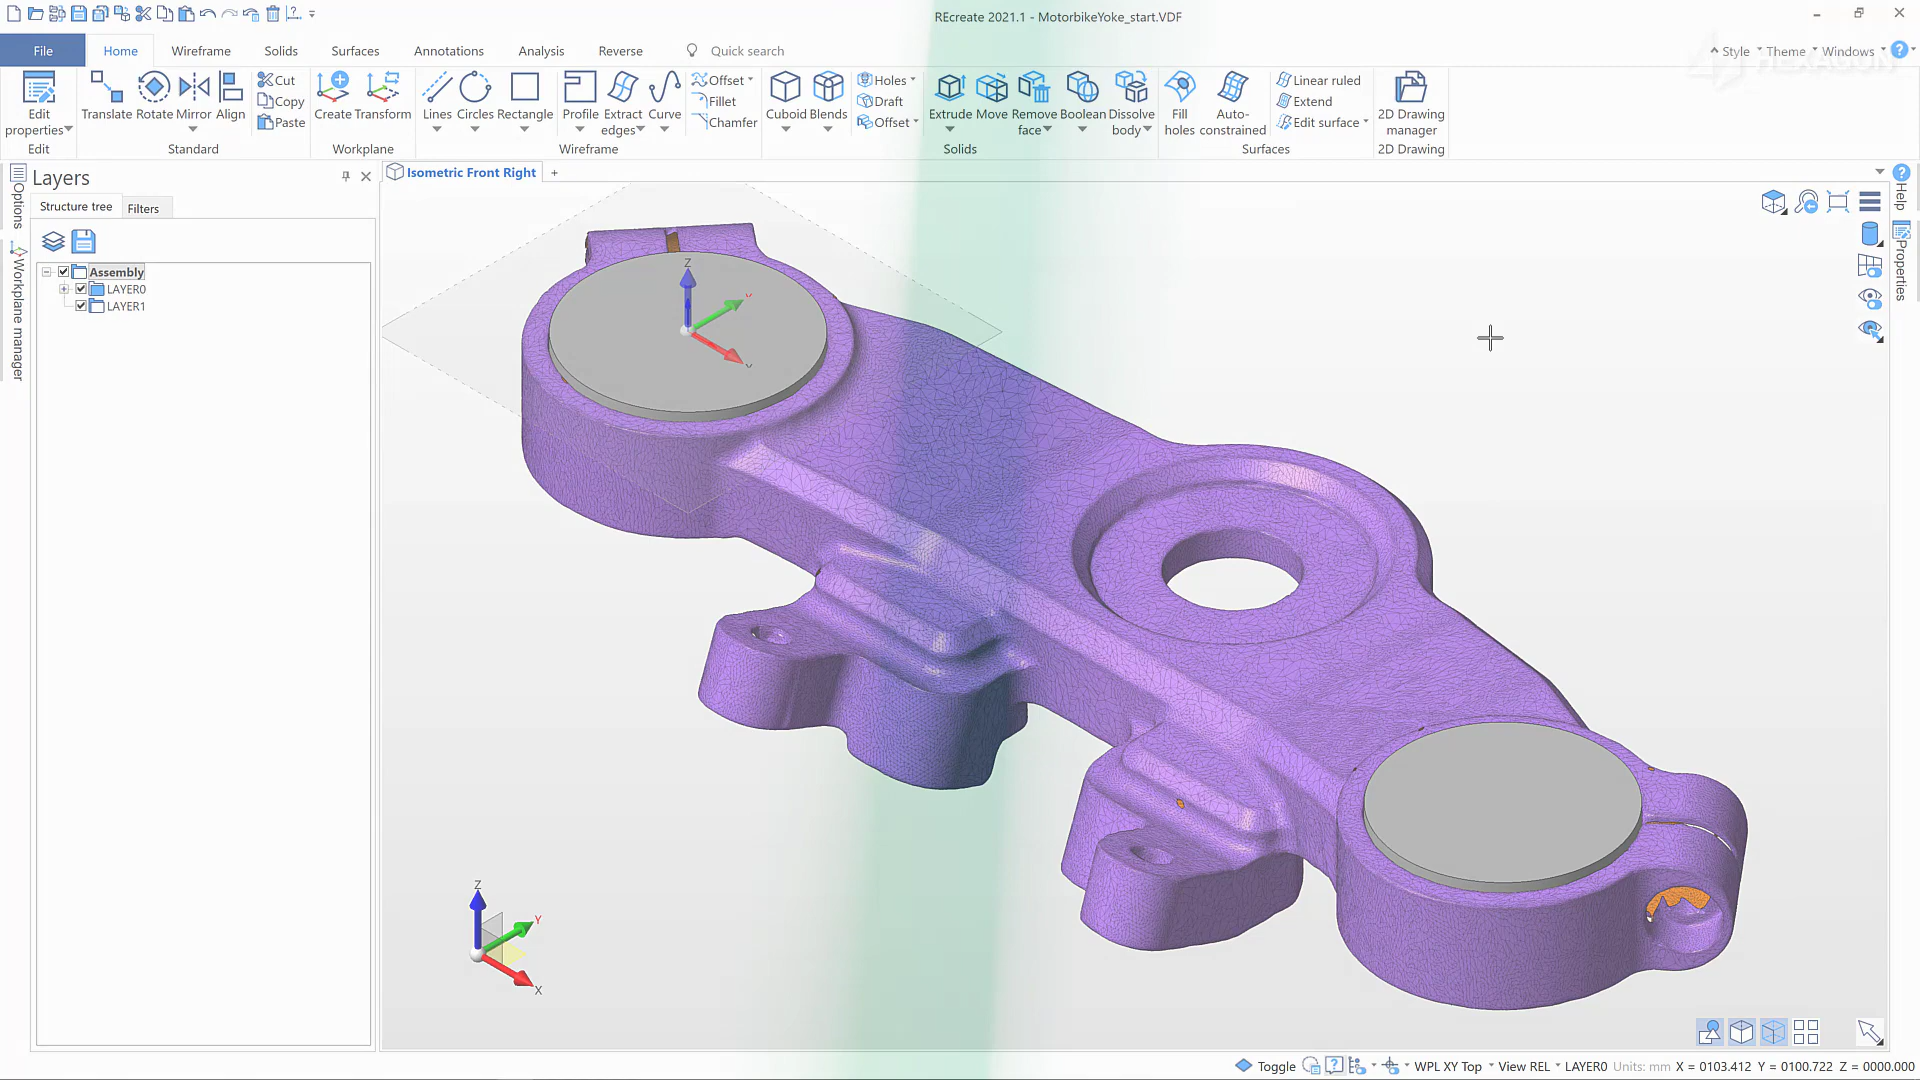 REcreate 2021.1 - MotorbikeYoke_start.VDF
File Home Wireframe Solids Surfaces Annotations Analysis Reverse Quick search Style Theme Windows
HEXAGON
Edit properties
Edit
Translate Rotate Mirror Align Cut Copy Paste
Standard
Create Transform
Workplane
Lines Circles Rectangle Profile Extract edges Curve Offset Fillet Chamfer
Wireframe
Cuboid Blends Holes Draft Offset Extrude Move Remove face Boolean Dissolve body
Solids
Fill holes Auto-constrained Linear ruled Extend Edit surface
Surfaces
2D Drawing manager
2D Drawing
Options
Workplane manager
Layers
Structure tree Filters
Assembly
LAYER0
LAYER1
Isometric Front Right +
Help
Properties
Z
Z
Y
X
Toggle WPL XY Top View REL LAYER0 Units: mm X = 0103.412 Y = 0100.722 Z = 0000.000